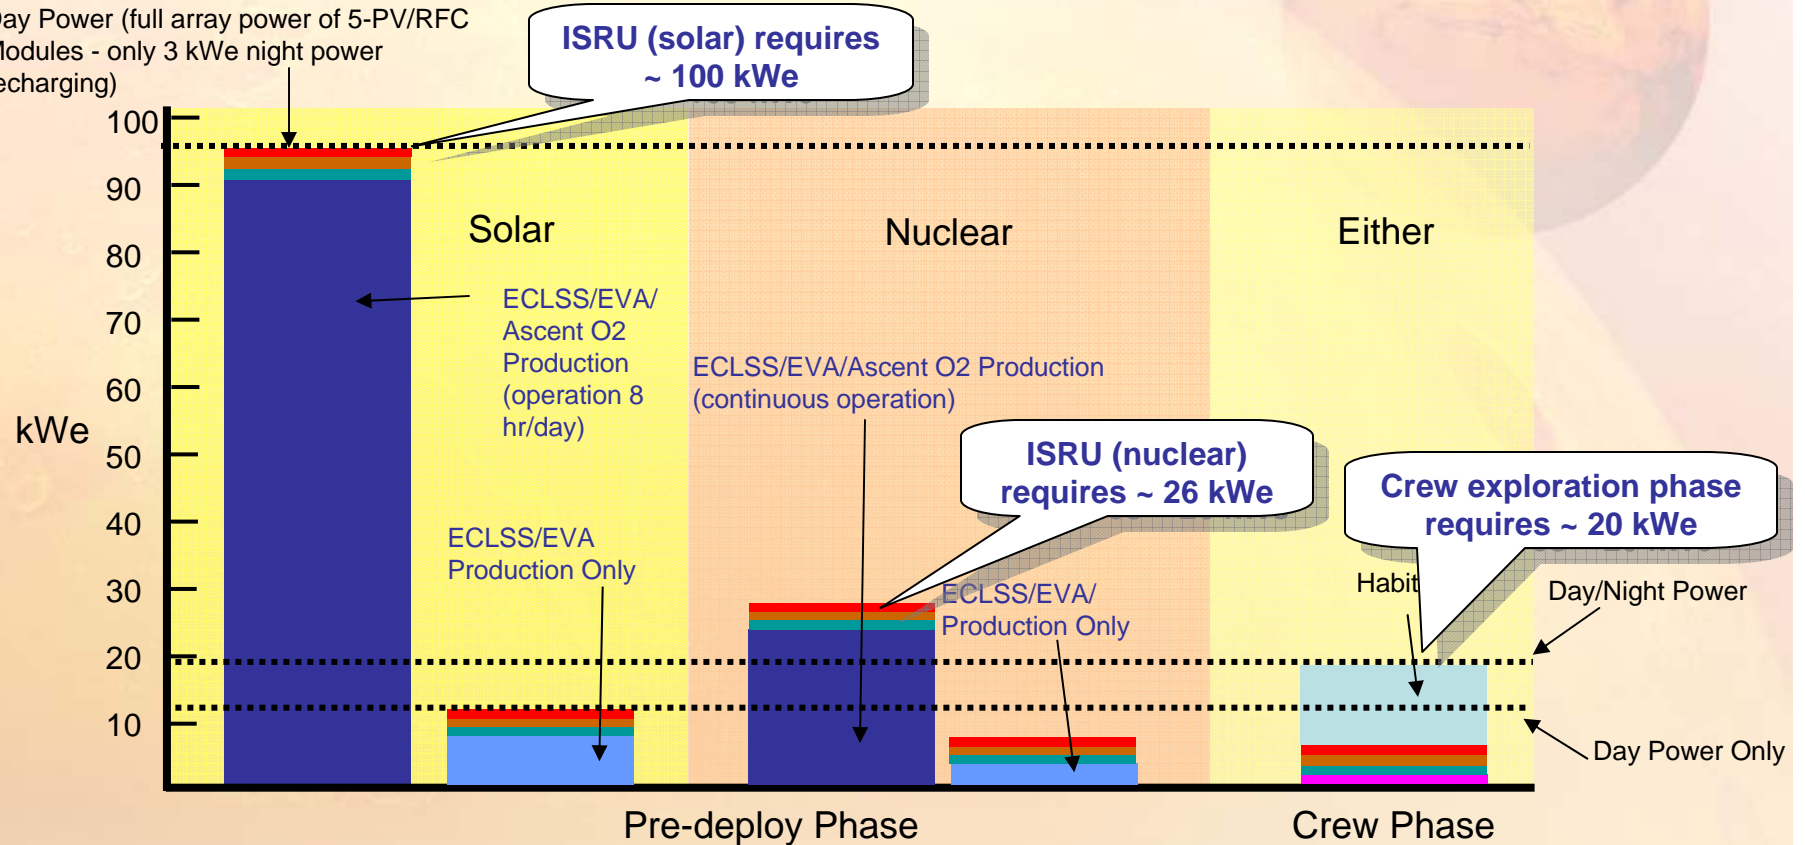 Day Power (full array power of 5-PV/RFC
Modules - only 3 kWe night power
echarging)
ISRU (solar) requires
~ 100 kWe
100
90
80
70
60
50
40
30
20
10
kWe
Solar
Nuclear
Either
ECLSS/EVA/
Ascent O2
Production
(operation 8
hr/day)
ECLSS/EVA/Ascent O2 Production
(continuous operation)
ISRU (nuclear)
requires ~ 26 kWe
Crew exploration phase
requires ~ 20 kWe
ECLSS/EVA
Production Only
ECLSS/EVA/
Production Only
Habit
Day/Night Power
Day Power Only
Pre-deploy Phase
Crew Phase